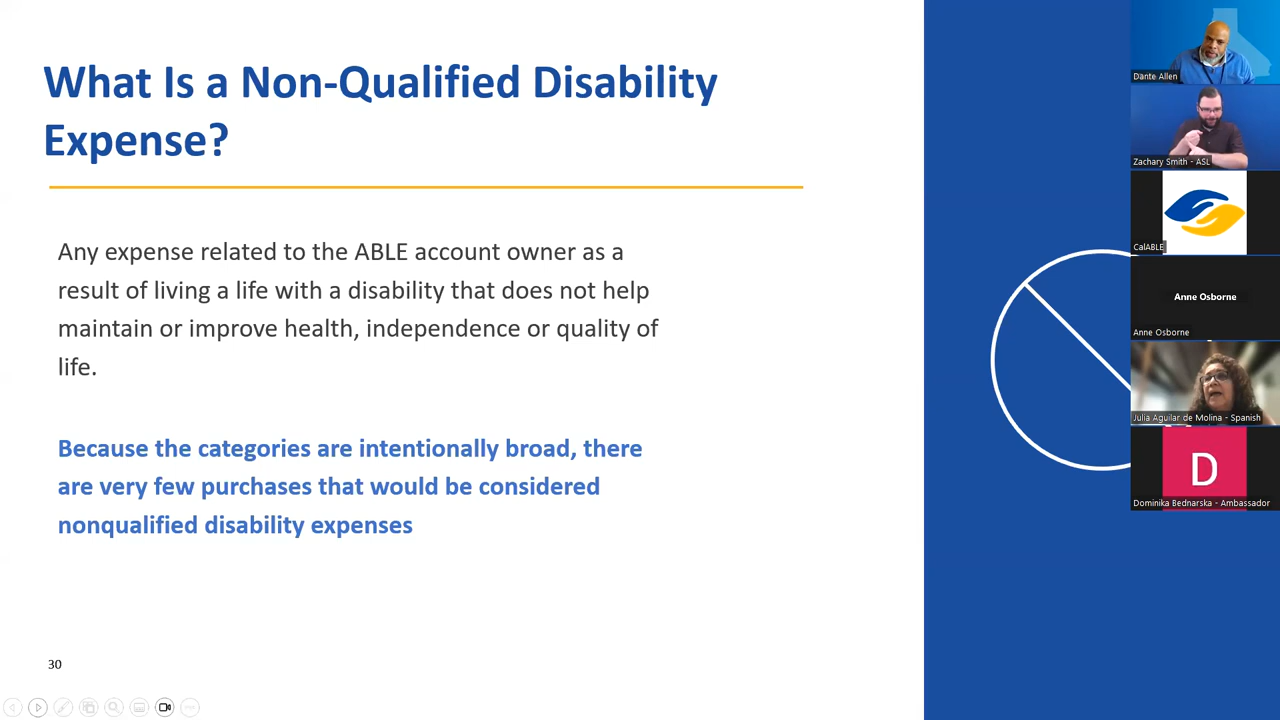 What Is a Non-Qualified Disability
Expense?
Any expense related to the ABLE account owner as a
result of living a life with a disability that does not help
maintain or improve health, independence or quality of
life.
Because the categories are intentionally broad, there
are very few purchases that would be considered
nonqualified disability expenses
30
Dante Allen
Zachary Smith - ASL
CalABLE
Anne Osborne
Anne Osborne
Julia Aguilar de Molina - Spanish
D
Dominika Bednarska - Ambassador